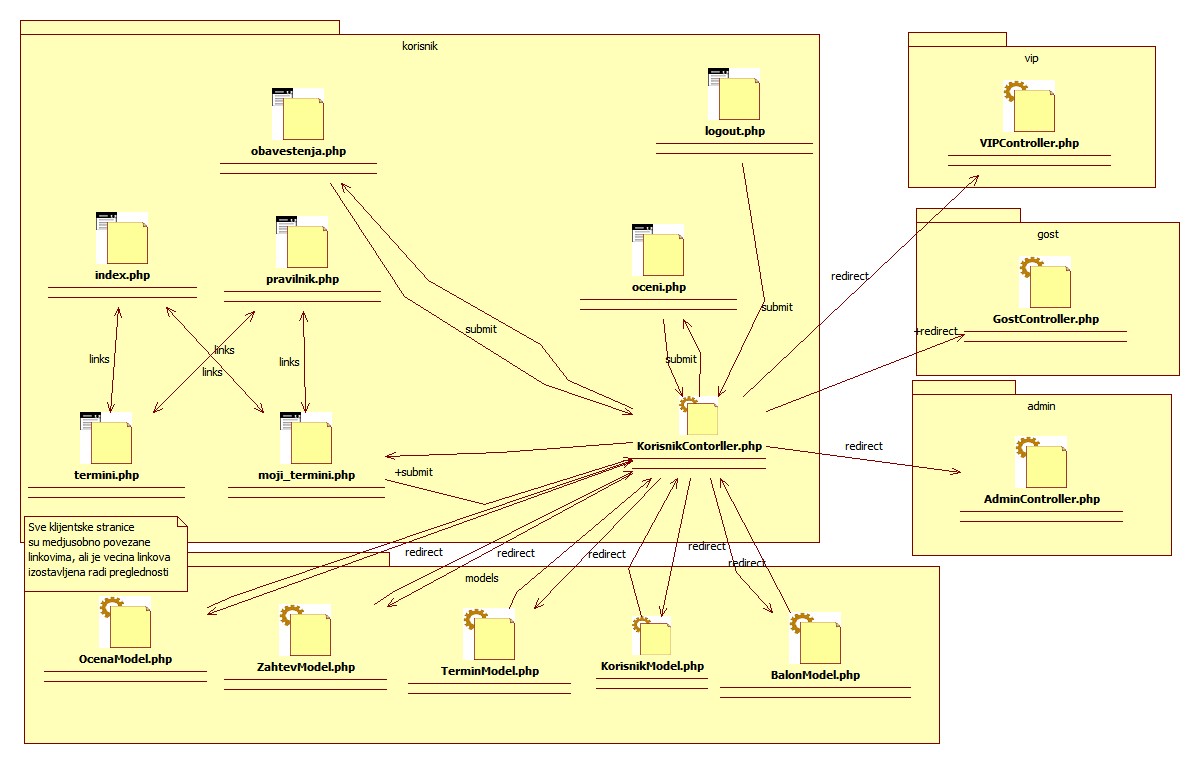 korisnik
obavestenja.php
logout.php
index.php
pravilnik.php
oceni.php
submit
submit
submit
links
links
links
links
termini.php
moji_termini.php
KorisnikContorller.php
+submit
Sve klijentske stranice
su medjusobno povezane
linkovima, ali je vecina linkova
izostavljena radi preglednosti
vip
VIPController.php
redirect
gost
GostController.php
+redirect
admin
AdminController.php
redirect
redirect
redirect
redirect
redirect
redirect
models
OcenaModel.php
ZahtevModel.php
TerminModel.php
KorisnikModel.php
BalonModel.php